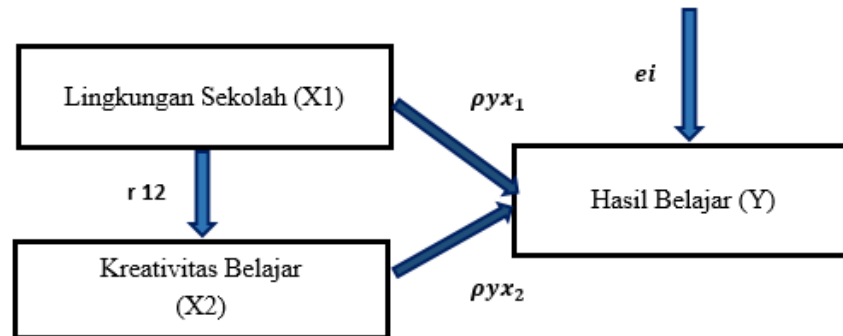 Lingkungan Sekolah (X1)
ei
ρyx₁
r 12
Hasil Belajar (Y)
Kreativitas Belajar
(X2)
ρyx₂